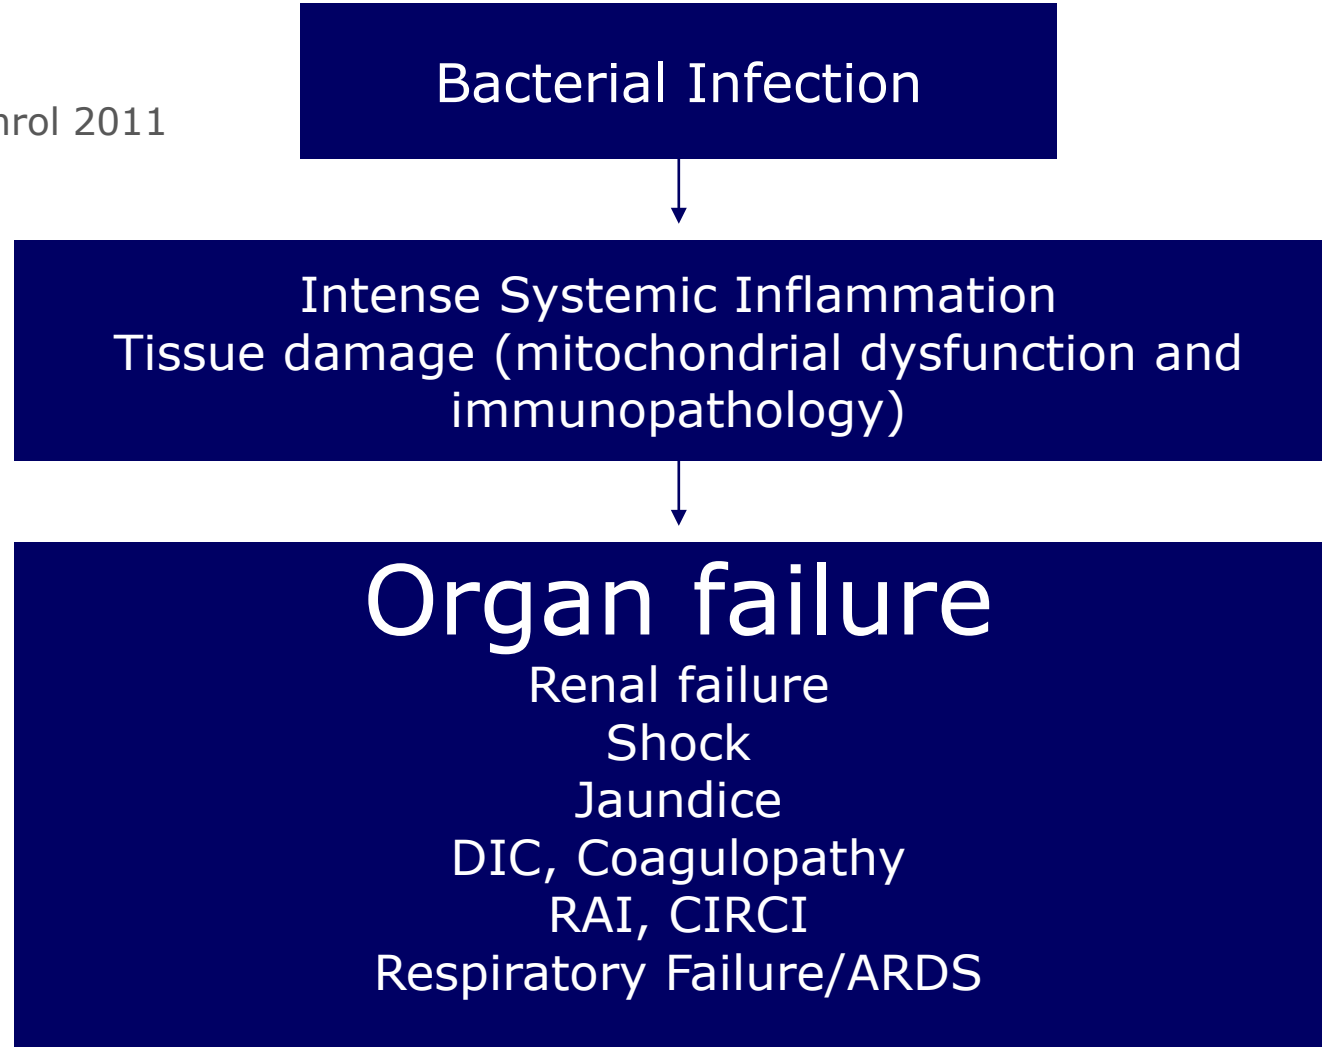 Bacterial Infection
2011
Intense Systemic Inflammation
Tissue damage (mitochondrial dysfunction and
immunopathology)
Organ failure
Renal failure
Shock
Jaundice
DIC, Coagulopathy
RAI, CIRCI
Respiratory Failure/ARDS